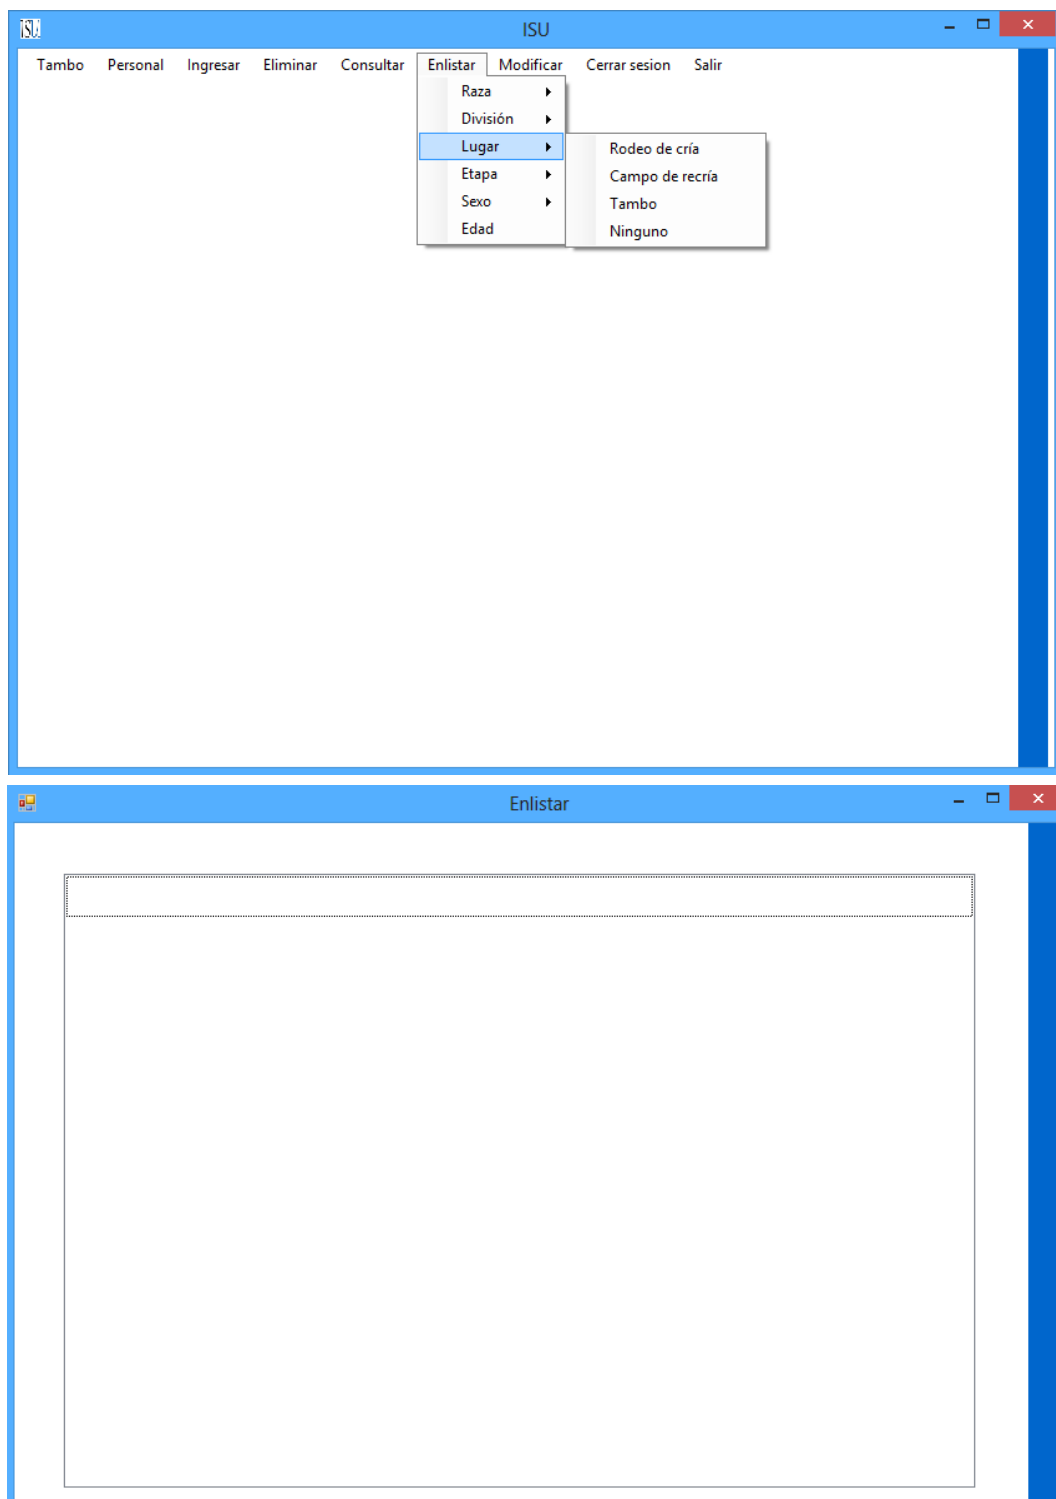 ISU
ISU
Tambo Personal Ingresar Eliminar Consultar Enlistar Modificar Cerrar sesion Salir
Raza
División
Lugar
Etapa
Sexo
Edad
Rodeo de cría
Campo de recría
Tambo
Ninguno
Enlistar